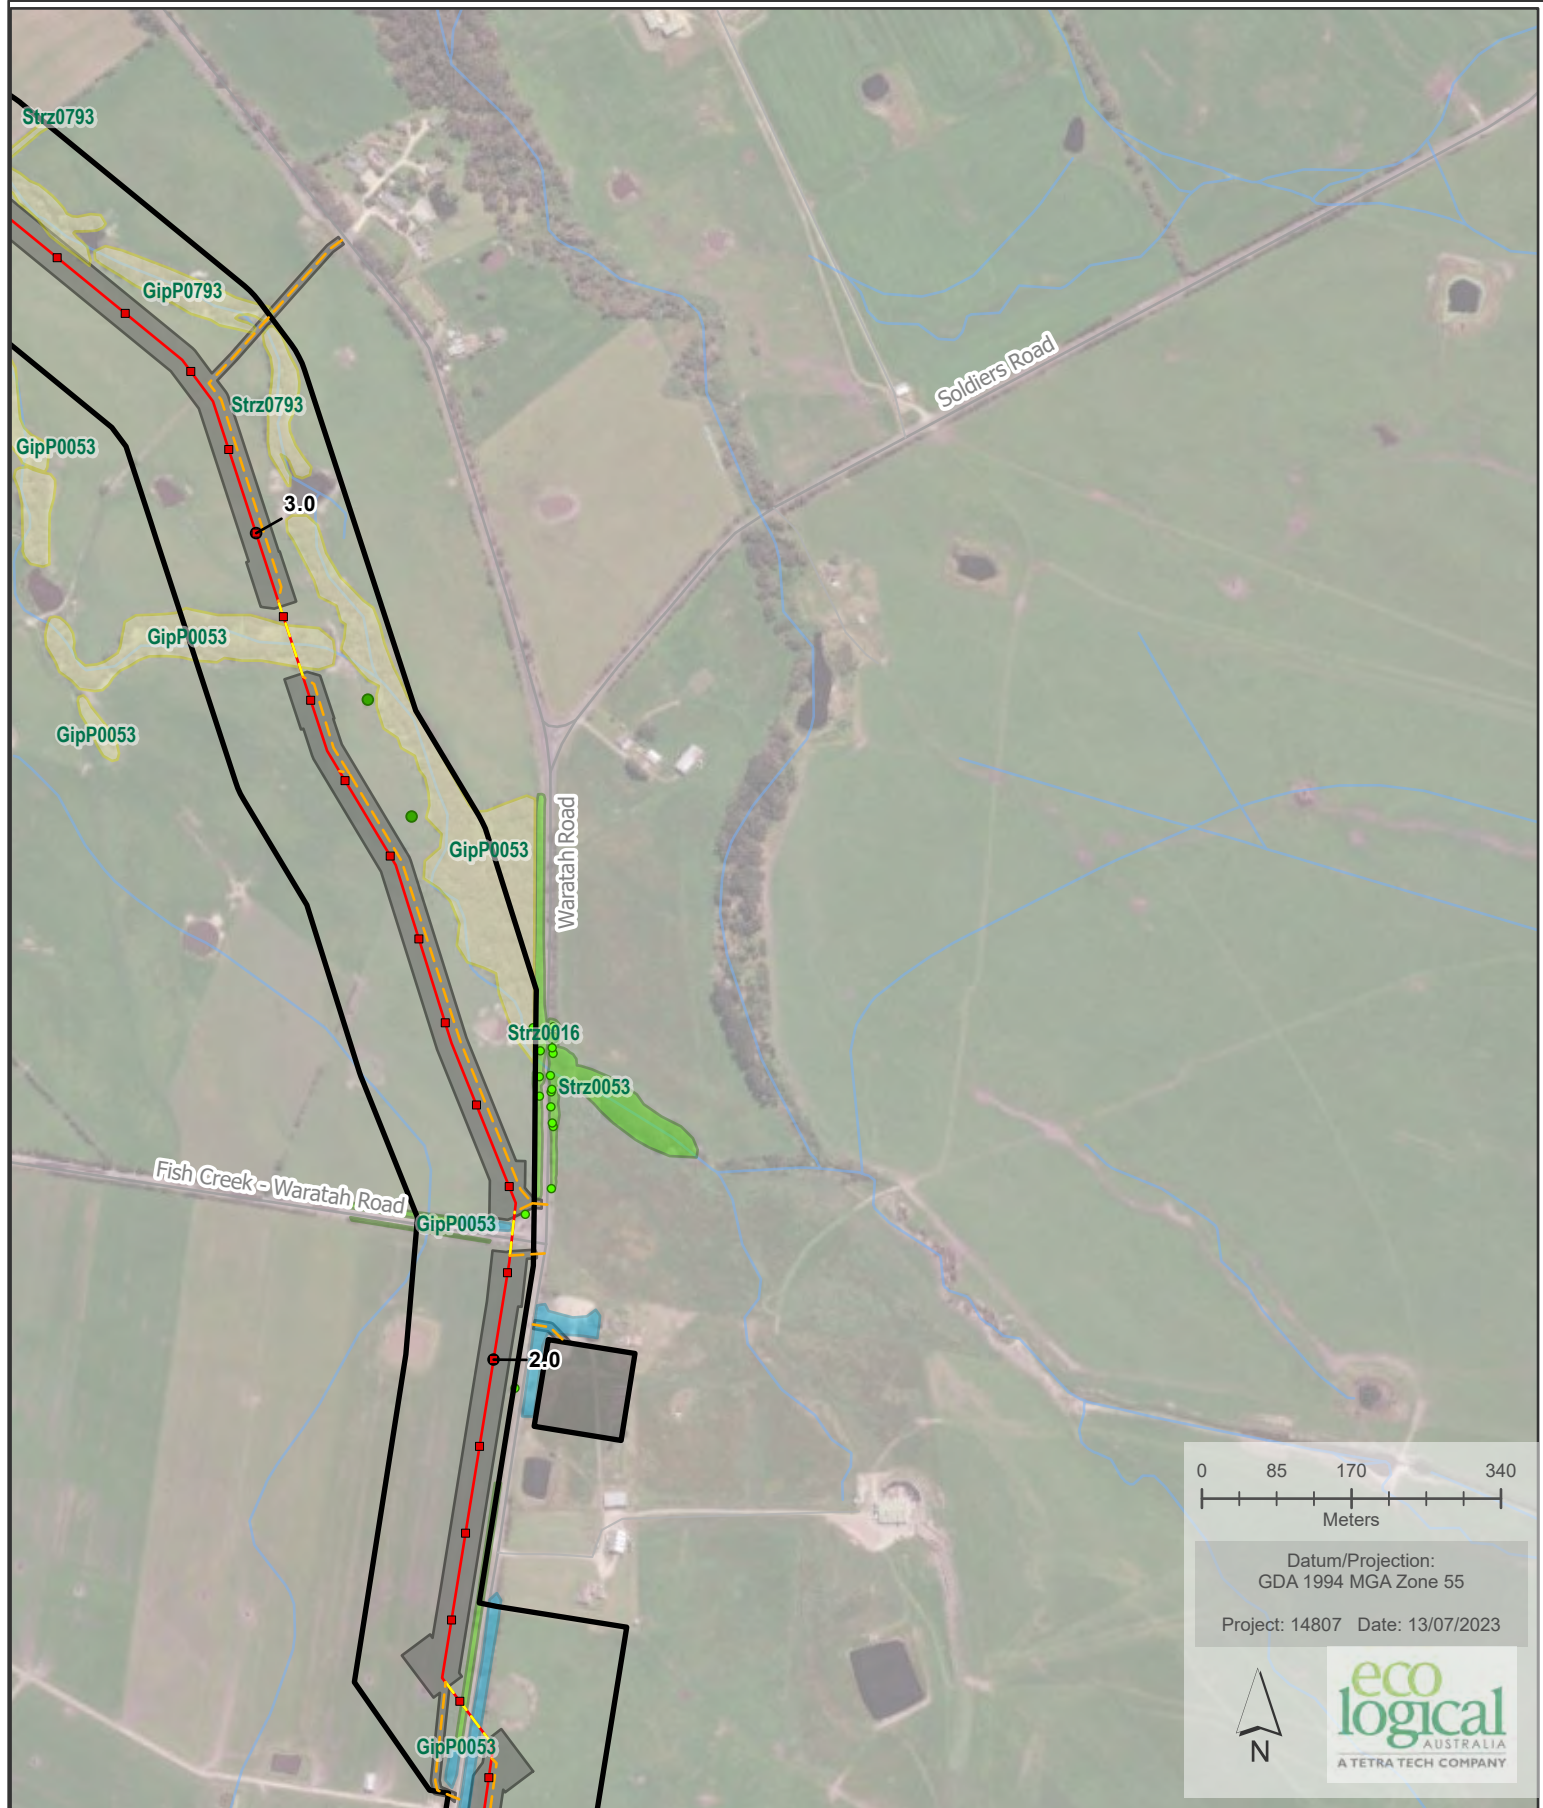 Strz0793
GipP0793
Soldiers Road
Strz0793
GipP0053
3.0
GipP0053
GipP0053
Waratah Road
GipP0053
Strz0016
Strz0053
Fish Creek - Waratah Road
GipP0053
2.0
GipP0053
0 85 170 340
Meters
Datum/Projection:
GDA 1994 MGA Zone 55
Project: 14807 Date: 13/07/2023
N
eco
logical
AUSTRALIA
A TETRA TECH COMPANY